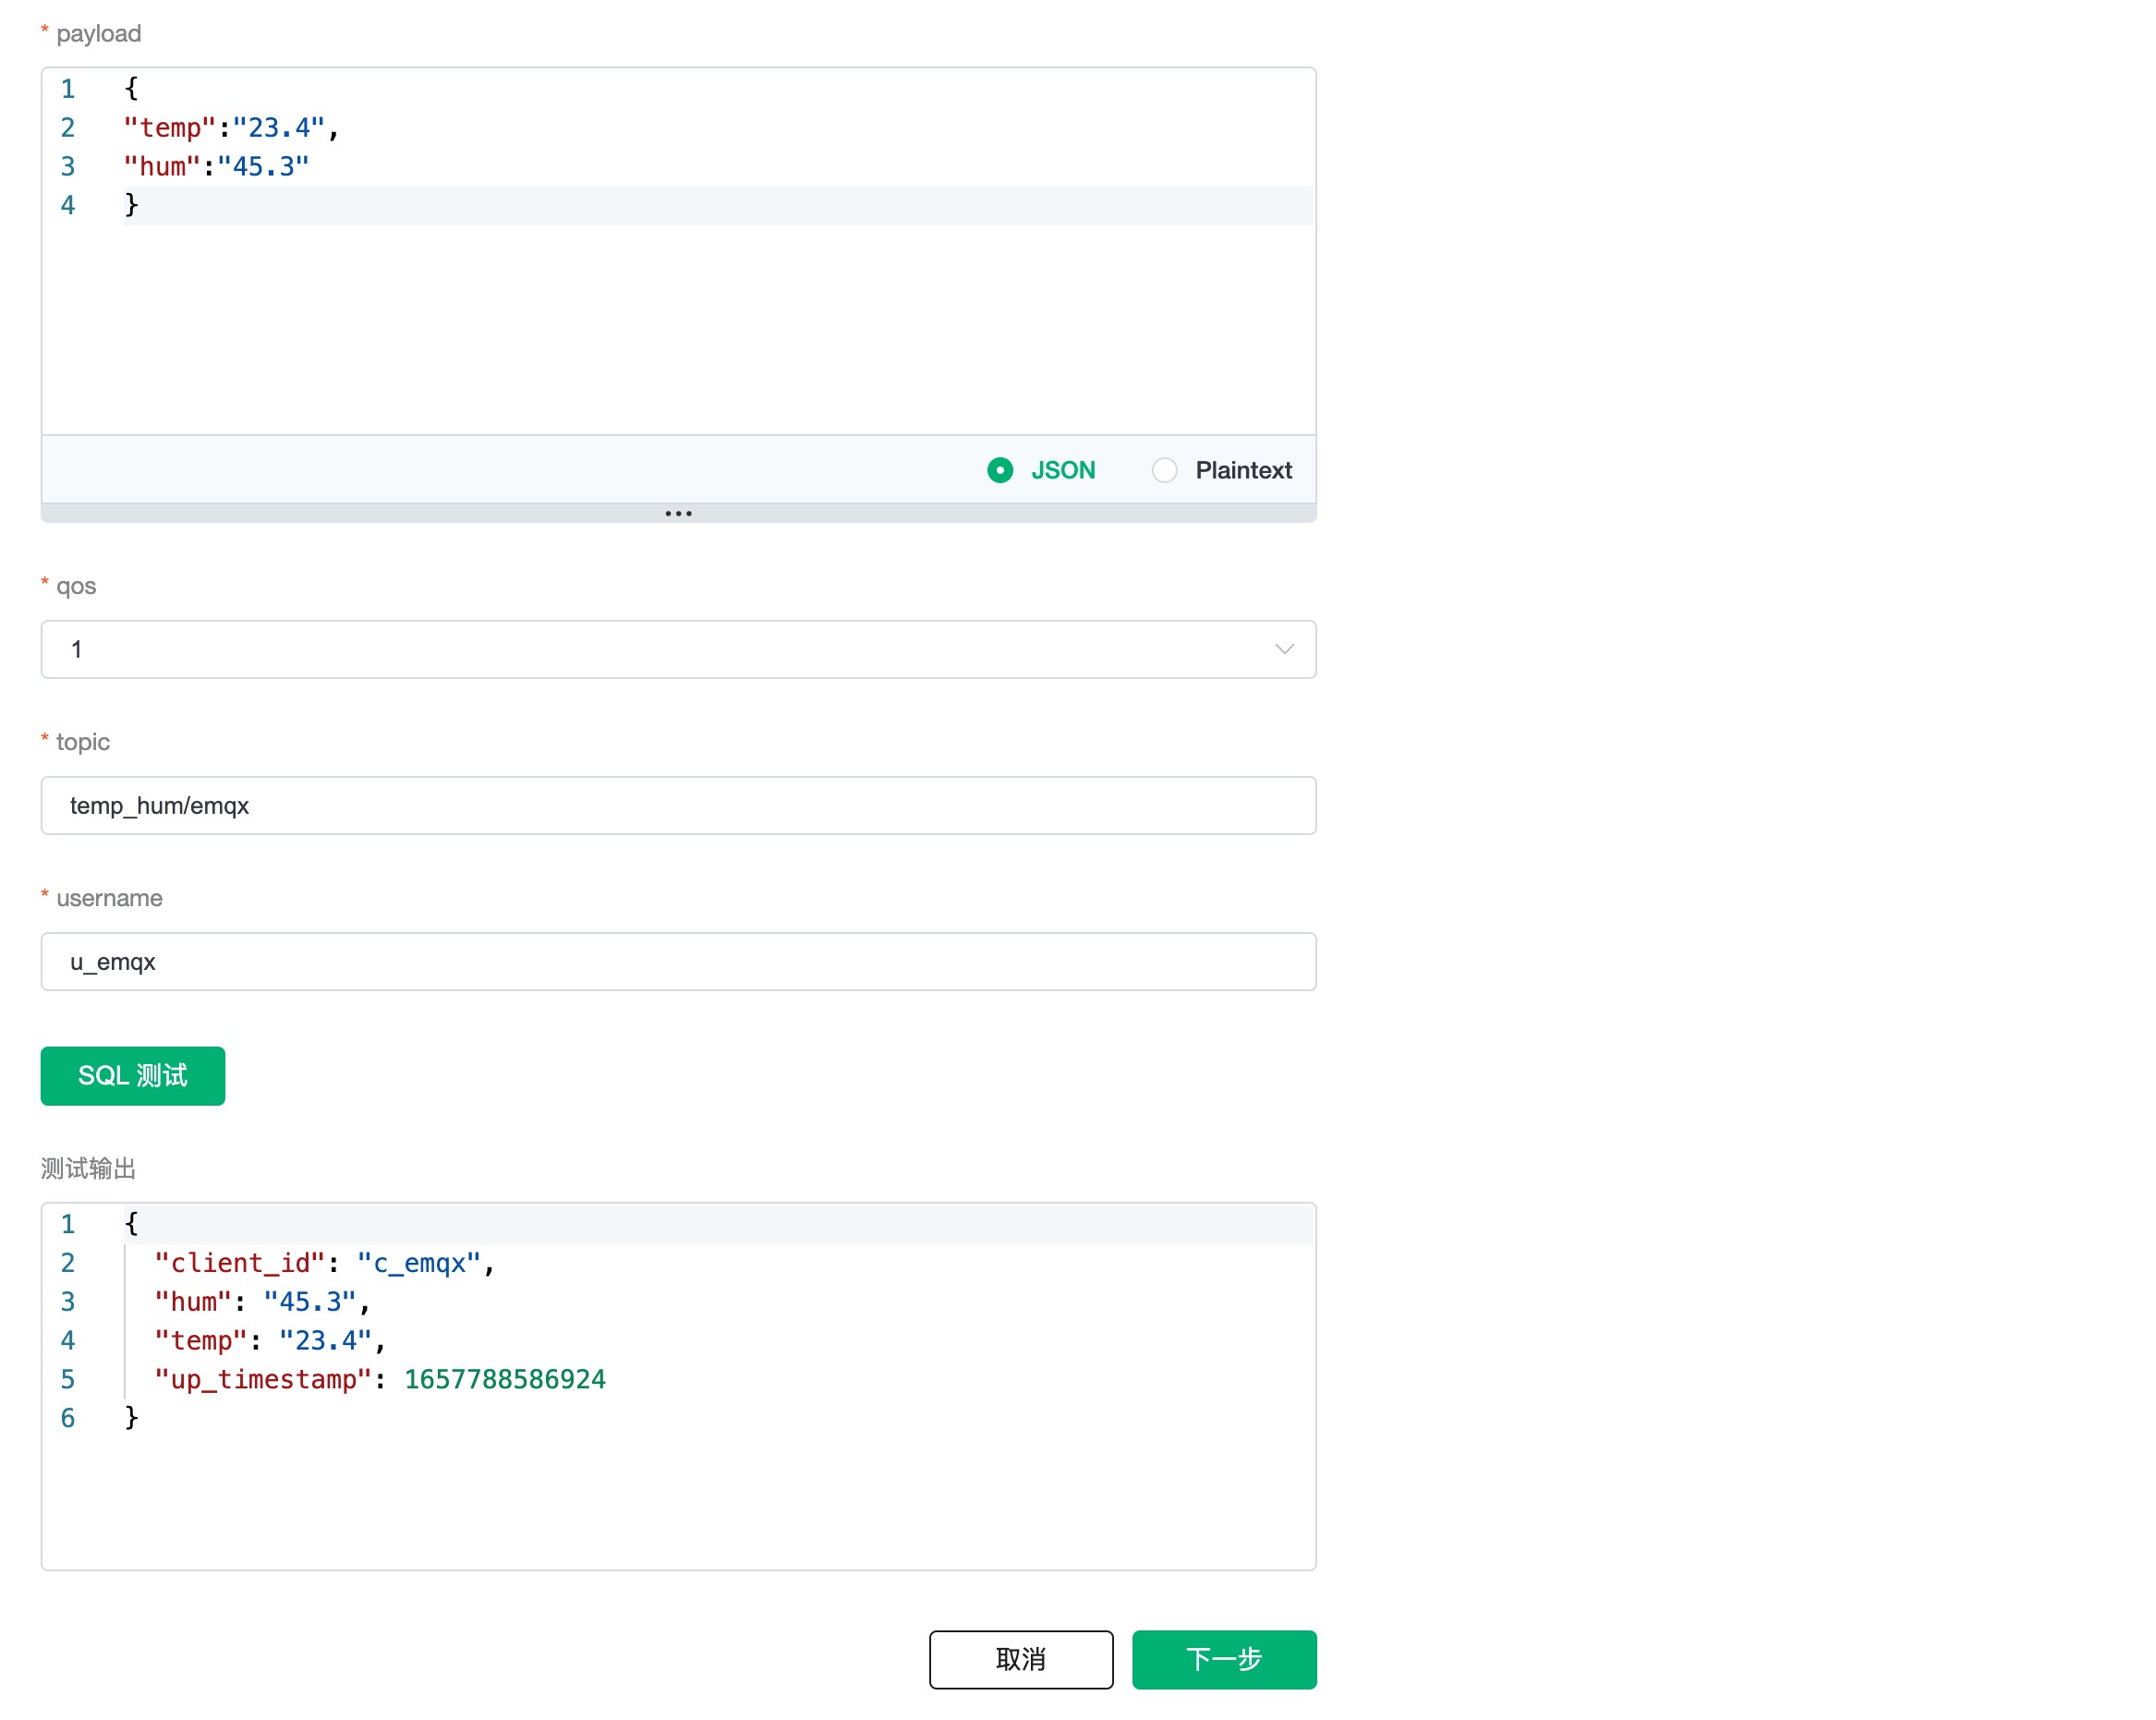 * payload
1 {
2 "temp":"23.4",
3 "hum":"45.3"
4 }
JSON Plaintext
* qos
1
* topic
temp_hum/emqx
* username
u_emqx
SQL 测试
测试输出
1 {
2 "client_id": "c_emqx",
3 "hum": "45.3",
4 "temp": "23.4",
5 "up_timestamp": 1657788586924
6 }
取消 下一步